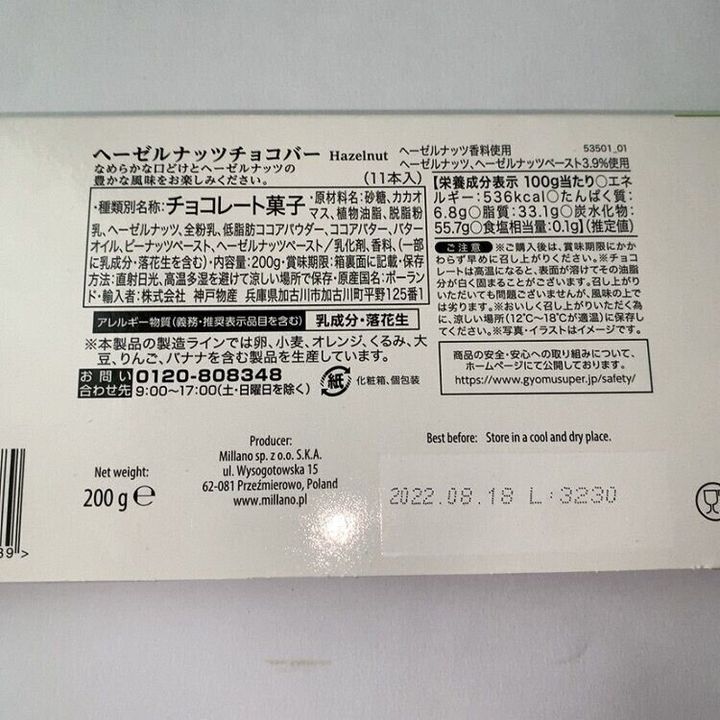 ヘーゼルナッツチョコバー Hazelnut
なめらかな口どけとヘーゼルナッツの
豊かな風味をお楽しみください。
(11本入)
・種類別名称:チョコレート菓子・原材料名:砂糖、カカオ
マス、植物油脂、脱脂粉
乳、ヘーゼルナッツ、全粉乳、低脂肪ココアパウダー、ココアバター、バター
オイル、ピーナッツペースト、ヘーゼルナッツペースト/乳化剤、香料、(一部
に乳成分・落花生を含む)・内容量:200g・賞味期限:箱裏面に記載・保存
方法:直射日光、高温多湿を避けて涼しい場所で保存・原産国名:ポーラン
ド・輸入者:株式会社 神戸物産 兵庫県加古川市加古川町平野125番1
アレルギー物質(義務・推奨表示品目を含む) 乳成分・落花生
※本製品の製造ラインでは卵、小麦、オレンジ、くるみ、大
豆、りんご、バナナを含む製品を生産しています。
お問い
合わせ先
0120-808348
9:00~17:00(土・日曜日を除く)
紙
化粧箱、個包装
ヘーゼルナッツ香料使用
53501_01
ヘーゼルナッツ、ヘーゼルナッツペースト3.9%使用
【栄養成分表示 100g当たり○エネ
ルギー:536kcal○たんぱく質:
6.8g○脂質:33.1g○炭水化物:
55.7g○食塩相当量:0.1g】(推定値)
ご注意 ※ご購入後は、賞味期限にかか
わらず早めに召し上がりください。※チョコ
レートは高温になると、表面が溶けてその油脂
分が白く固まることがございます。召し上がり
いただいても問題ございませんが、風味の上で
は劣ります。※おいしく召し上がりいただくため
に、涼しい場所(12℃~18℃が適温)に保存し
てください。※写真・イラストはイメージです。
商品の安全・安心への取り組みについて、
ホームページにて公開しております。
https://www.gyomusuper.jp/safety/
Net weight:
200 g ℮
Producer:
Millano sp. z o.o. S.K.A.
ul. Wysogotowska 15
62-081 Przeźmierowo, Poland
www.millano.pl
Best before: Store in a cool and dry place.
2022.08.18 L:3230
39 >